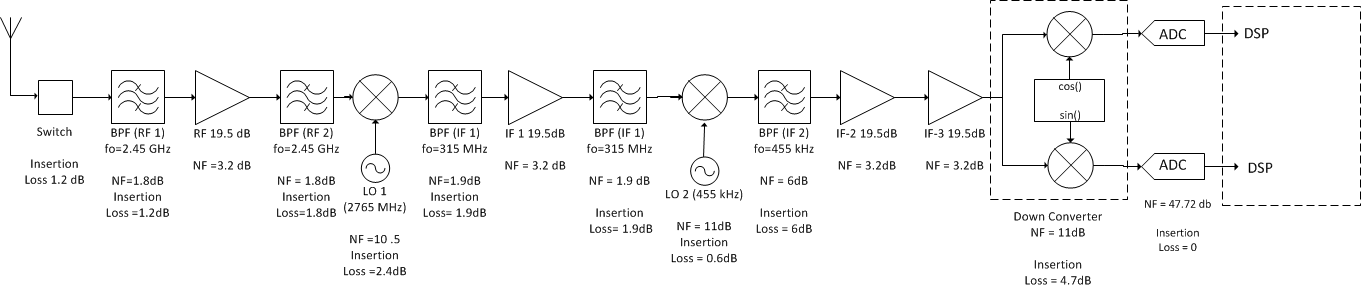 Switch
Insertion
Loss 1.2 dB
BPF (RF 1)
fo=2.45 GHz
NF=1.8dB
Insertion
Loss =1.2dB
RF 19.5 dB
NF =3.2 dB
BPF (RF 2)
fo=2.45 GHz
NF = 1.8dB
Insertion
Loss=1.8dB
LO 1
(2765 MHz)
NF =10 .5
Insertion
Loss =2.4dB
BPF (IF 1)
fo=315 MHz
NF=1.9dB
Insertion
Loss= 1.9dB
IF 1 19.5dB
NF = 3.2 dB
BPF (IF 1)
fo=315 MHz
NF = 1.9 dB
Insertion
Loss= 1.9dB
LO 2 (455 kHz)
NF = 11dB
Insertion
Loss = 0.6dB
BPF (IF 2)
fo=455 kHz
NF = 6dB
Insertion
Loss = 6dB
IF-2 19.5dB
NF = 3.2dB
IF-3 19.5dB
NF = 3.2dB
cos()
sin()
Down Converter
NF = 11dB
Insertion
Loss = 4.7dB
ADC
DSP
ADC
DSP
NF = 47.72 db
Insertion
Loss = 0